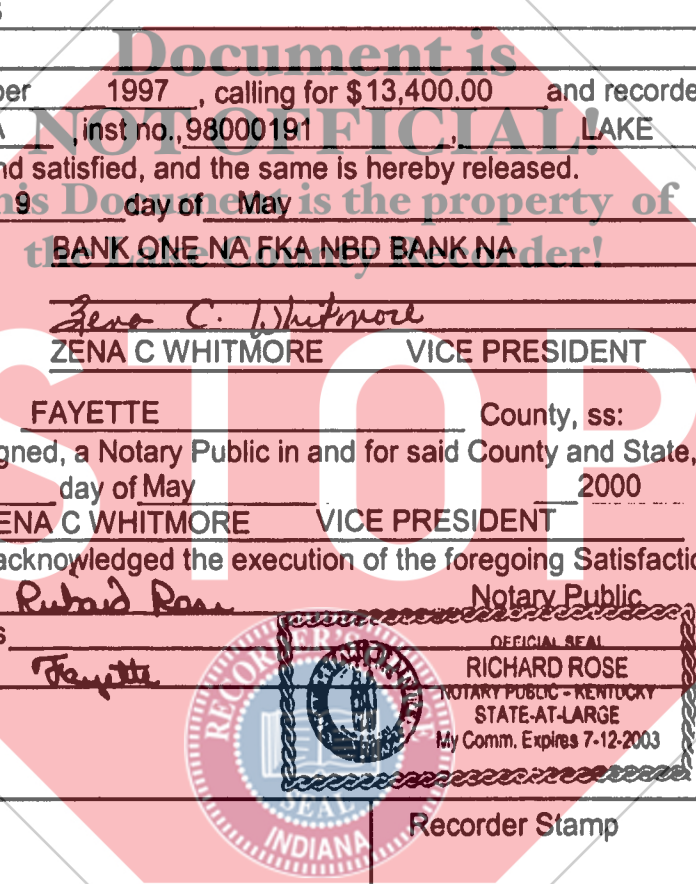 Document is
ber 1997 , calling for $13,400.00 and recorde
A , inst no., 98000191 , LAKE
NOT OFFICIAL!
nd satisfied, and the same is hereby released.
9 day of May
his Document is the property of
BANK ONE NA FKA NBD BANK NA
the Lake County Recorder!
Zena C. Whitmore
ZENA C WHITMORE VICE PRESIDENT
STOP
FAYETTE County, ss:
gned, a Notary Public in and for said County and State,
day of May 2000
ENA C WHITMORE VICE PRESIDENT
acknowledged the execution of the foregoing Satisfactio
Richard Rose Notary Public
s
Fayette
OFFICIAL SEAL
RICHARD ROSE
NOTARY PUBLIC - KENTUCKY
STATE-AT-LARGE
My Comm. Expires 7-12-2003
RECORDER'S
SEAL
INDIANA
Recorder Stamp